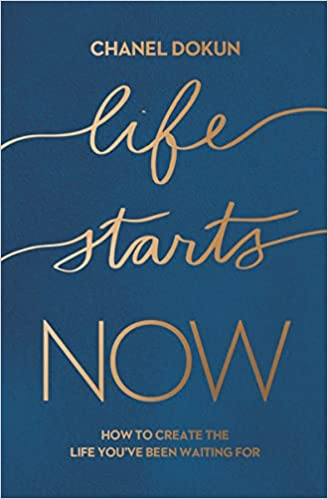 CHANEL DOKUN
life
starts
NOW
HOW TO CREATE THE
LIFE YOU'VE BEEN WAITING FOR